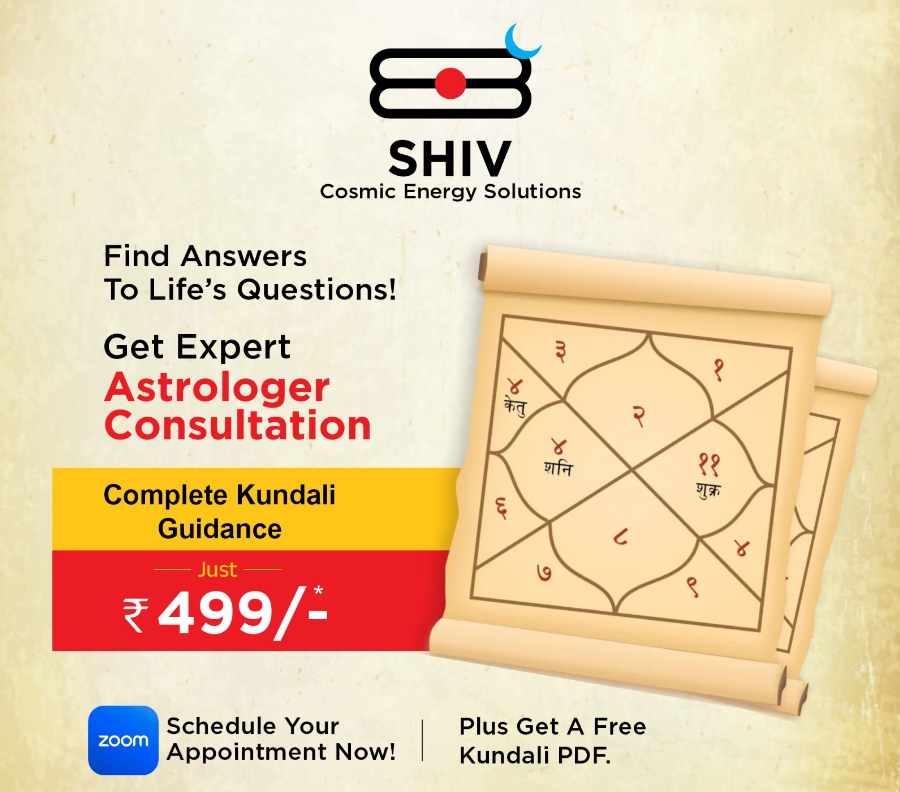 SHIV
Cosmic Energy Solutions
Find Answers
To Life's Questions!
Get Expert
Astrologer
Consultation
Complete Kundali
Guidance
Just
₹499/-*
३
१
४
केतु
२
४
शनि
११
शुक्र
६
८
४
७
९
zoom
Schedule Your
Appointment Now!
Plus Get A Free
Kundali PDF.